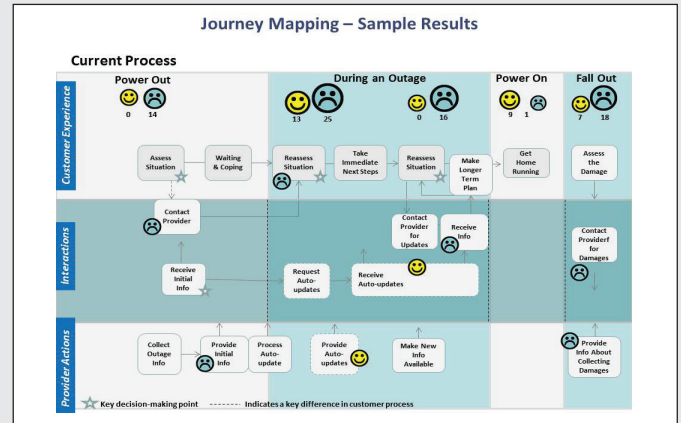 Journey Mapping – Sample Results
Current Process
Power Out
During an Outage
Power On
Fall Out
0
14
13
25
0
16
9
1
7
18
Customer Experience
Assess
Situation
Waiting
& Coping
Reassess
Situation
Take
Immediate
Next Steps
Reassess
Situation
Make
Longer
Term
Plan
Get
Home
Running
Assess
the
Damage
Interactions
Contact
Provider
Contact
Provider
for
Updates
Receive
Info
Contact
Providerf
for
Damages
Receive
Initial
Info
Request
Auto-
updates
Receive
Auto-updates
Provider Actions
Collect
Outage
Info
Provide
Initial
Info
Process
Auto-
update
Provide
Auto-
updates
Make New
Info
Available
Provide
Info About
Collecting
Damages
Key decision-making point
Indicates a key difference in customer process